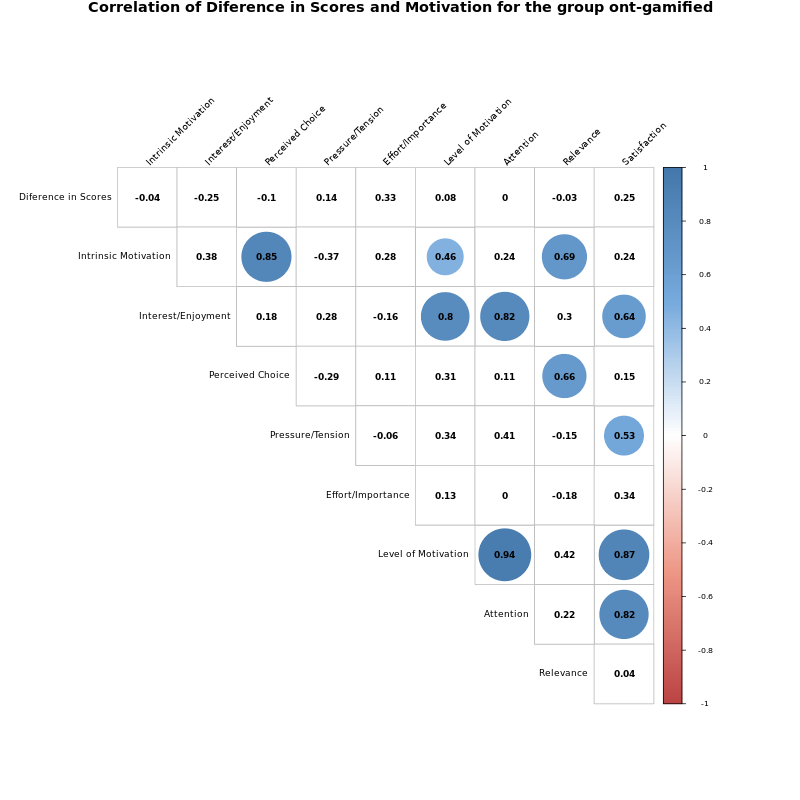 Correlation of Diference in Scores and Motivation for the group ont-gamified
Intrinsic Motivation
Interest/Enjoyment
Perceived Choice
Pressure/Tension
Effort/Importance
Level of Motivation
Attention
Relevance
Satisfaction
Diference in Scores -0.04 -0.25 -0.1 0.14 0.33 0.08 0 -0.03 0.25
Intrinsic Motivation 0.38 0.85 -0.37 0.28 0.46 0.24 0.69 0.24
Interest/Enjoyment 0.18 0.28 -0.16 0.8 0.82 0.3 0.64
Perceived Choice -0.29 0.11 0.31 0.11 0.66 0.15
Pressure/Tension -0.06 0.34 0.41 -0.15 0.53
Effort/Importance 0.13 0 -0.18 0.34
Level of Motivation 0.94 0.42 0.87
Attention 0.22 0.82
Relevance 0.04
1
0.8
0.6
0.4
0.2
0
-0.2
-0.4
-0.6
-0.8
-1